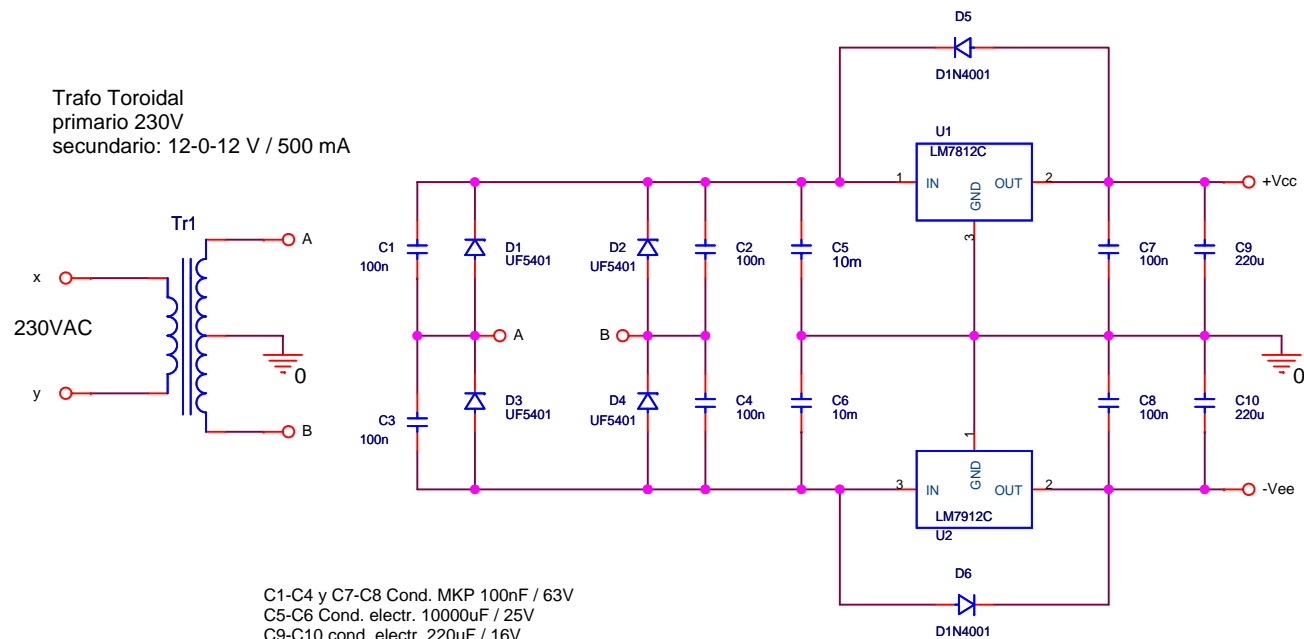 D5
D1N4001
Trafo Toroidal
primario 230V
secundario: 12-0-12 V / 500 mA
U1
LM7812C
1
IN
OUT
2
GND
3
+Vcc
Tr1
A
x
230VAC
y
0
B
C1
100n
D1
UF5401
D2
UF5401
C2
100n
C5
10m
C7
100n
C9
220u
A
B
0
C3
100n
D3
UF5401
D4
UF5401
C4
100n
C6
10m
C8
100n
C10
220u
1
GND
3
IN
OUT
2
LM7912C
U2
-Vee
D6
D1N4001
C1-C4 y C7-C8 Cond. MKP 100nF / 63V
C5-C6 Cond. electr. 10000uF / 25V
C9-C10 cond. electr. 220uF / 16V